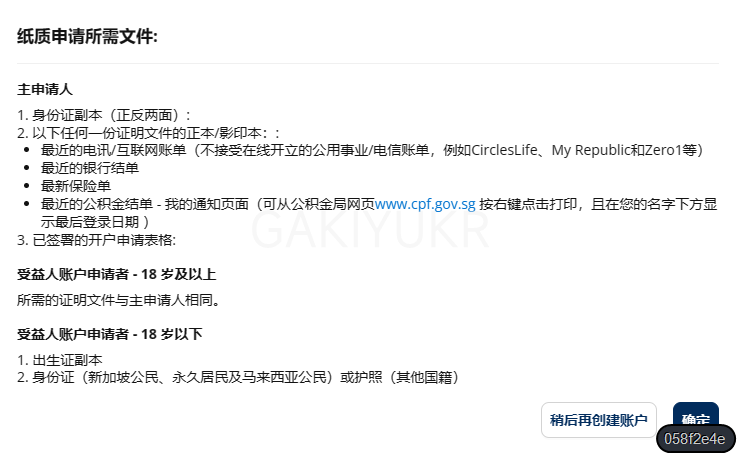 纸质申请所需文件:
主申请人
1. 身份证副本（正反两面）:
2. 以下任何一份证明文件的正本/影印本: :
• 最近的电讯/互联网账单（不接受在线开立的公用事业/电信账单，例如CirclesLife、My Republic和Zero1等）
• 最近的银行结单
• 最新保险单
• 最近的公积金结单 - 我的通知页面（可从公积金局网页www.cpf.gov.sg 按右键点击打印，且在您的名字下方显
示最后登录日期 ）
GAKIYUKR
3. 已签署的开户申请表格:
受益人账户申请者 - 18 岁及以上
所需的证明文件与主申请人相同。
受益人账户申请者 - 18 岁以下
1. 出生证副本
2. 身份证（新加坡公民、永久居民及马来西亚公民）或护照（其他国籍）
稍后再创建账户
确定
058f2e4e